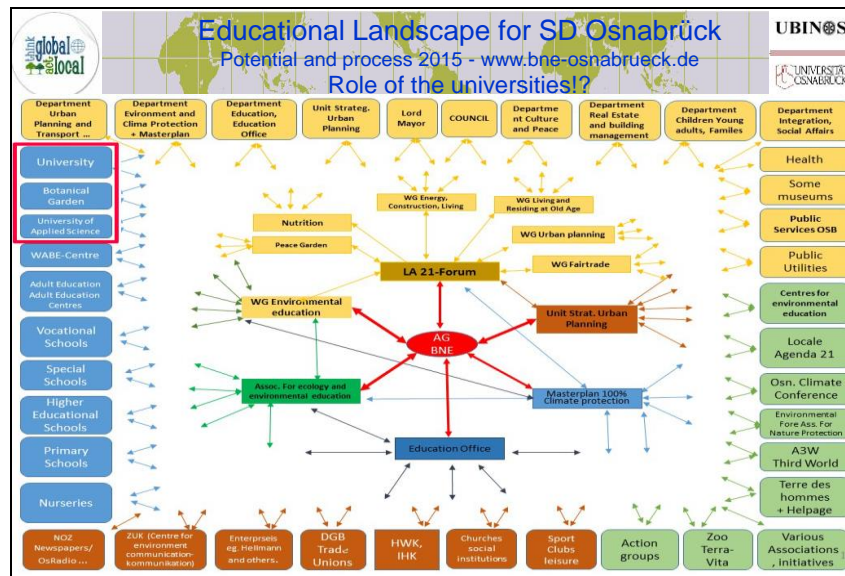 think
global
act
local
Educational Landscape for SD Osnabrück
Potential and process 2015 - www.bne-osnabrueck.de
Role of the universities!?
UBINOS
UNIVERSITÄT
OSNABRÜCK
Department
Urban
Planning and
Transport ...
Department
Evironment and
Clima Protection
+ Masterplan
Department
Education,
Education
Office
Unit Strateg.
Urban
Planning
Lord
Mayor
COUNCIL
Departme
nt Culture
and Peace
Department
Real Estate
and building
management
Department
Children Young
adults, Familes
Department
Integration,
Social Affairs
University
Botanical
Garden
University of
Applied Science
WABE-Centre
Adult Education
Adult Education
Centres
Vocational
Schools
Special
Schools
Higher
Educational
Schools
Primary
Schools
Nurseries
Nutrition
Peace Garden
WG Energy,
Construction, Living
WG Living and
Residing at Old Age
WG Urban planning
WG Fairtrade
LA 21-Forum
WG Environmental
education
Unit Strat. Urban
Planning
AG
BNE
Assoc. For ecology and
environmental education
Masterplan 100%
Climate protection
Education Office
Health
Some
museums
Public
Services OSB
Public
Utilities
Centres for
environmental
education
Locale
Agenda 21
Osn. Climate
Conference
Environmental
Fore Ass. For
Nature Protection
A3W
Third World
Terre des
hommes
+ Helpage
NOZ
Newspapers/
OsRadio ...
ZUK (Centre for
environment
communication-
kommunikation)
Enterpseis
eg. Hellmann
and others.
DGB
Trade
Unions
HWK,
IHK
Churches
social
institutions
Sport
Clubs
leisure
Action
groups
Zoo
Terra-
Vita
Various
Associations
, initiatives